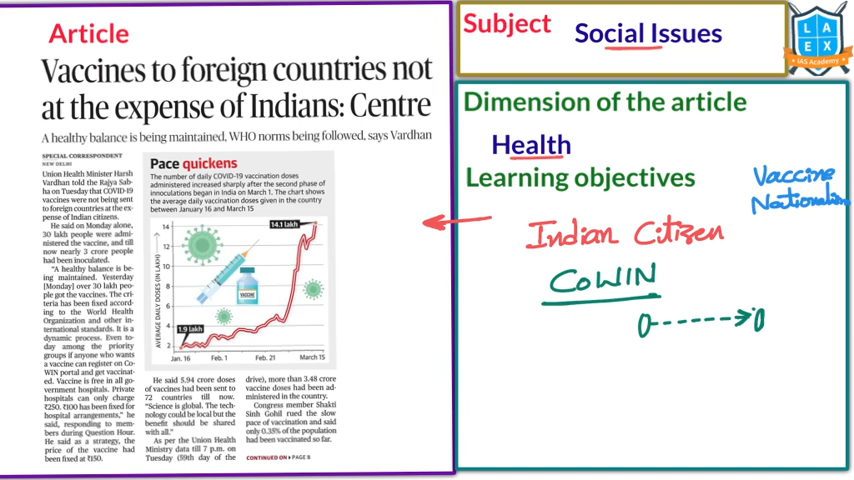 Article
Vaccines to foreign countries not
at the expense of Indians: Centre
A healthy balance is being maintained, WHO norms being followed, says Vardhan
SPECIAL CORRESPONDENT
NEW DELHI
Union Health Minister Harsh
Vardhan told the Rajya Sab-
ha on Tuesday that COVID-19
vaccines were not being sent
to foreign countries at the ex-
pense of Indian citizens.
He said on Monday alone,
30 lakh people were admi-
nistered the vaccine, and till
now nearly 3 crore people
had been inoculated.
"A healthy balance is be-
ing maintained. Yesterday
[Monday] over 30 lakh peo-
ple got the vaccines. The cri-
teria has been fixed accord-
ing to the World Health
Organization and other in-
ternational standards. It is a
dynamic process. Even to-
day among the priority
groups if anyone who wants
a vaccine can register on Co-
WIN portal and get vaccinat-
ed. Vaccine is free in all go-
vernment hospitals. Private
hospitals can only charge
₹250. ₹100 has been fixed for
hospital arrangements," he
said, responding to mem-
bers during Question Hour.
He said as a strategy, the
price of the vaccine had
been fixed at ₹150.
Pace quickens
The number of daily COVID-19 vaccination doses
administered increased sharply after the second phase of
innoculations began in India on March 1. The chart shows
the average daily vaccination doses given in the country
between January 16 and March 15
AVERAGE DAILY DOSES (IN LAKH)
14
12
10
8
6
4
2
14.1 lakh
VACCINE
1.9 lakh
Jan. 16
Feb. 1
Feb. 21
March 15
He said 5.94 crore doses
of vaccines had been sent to
72 countries till now.
"Science is global. The tech-
nology could be local but the
benefit should be shared
with all."
As per the Union Health
Ministry data till 7 p.m. on
Tuesday (59th day of the
drive), more than 3.48 crore
vaccine doses had been ad-
ministered in the country.
Congress member Shakti
Sinh Gohil rued the slow
pace of vaccination and said
only 0.35% of the population
had been vaccinated so far.
CONTINUED ON PAGE 8
Subject
Social Issues
L A
E X
IAS Academy
Dimension of the article
Health
Learning objectives
Vaccine
Nationalism
Indian Citizen
CoWIN